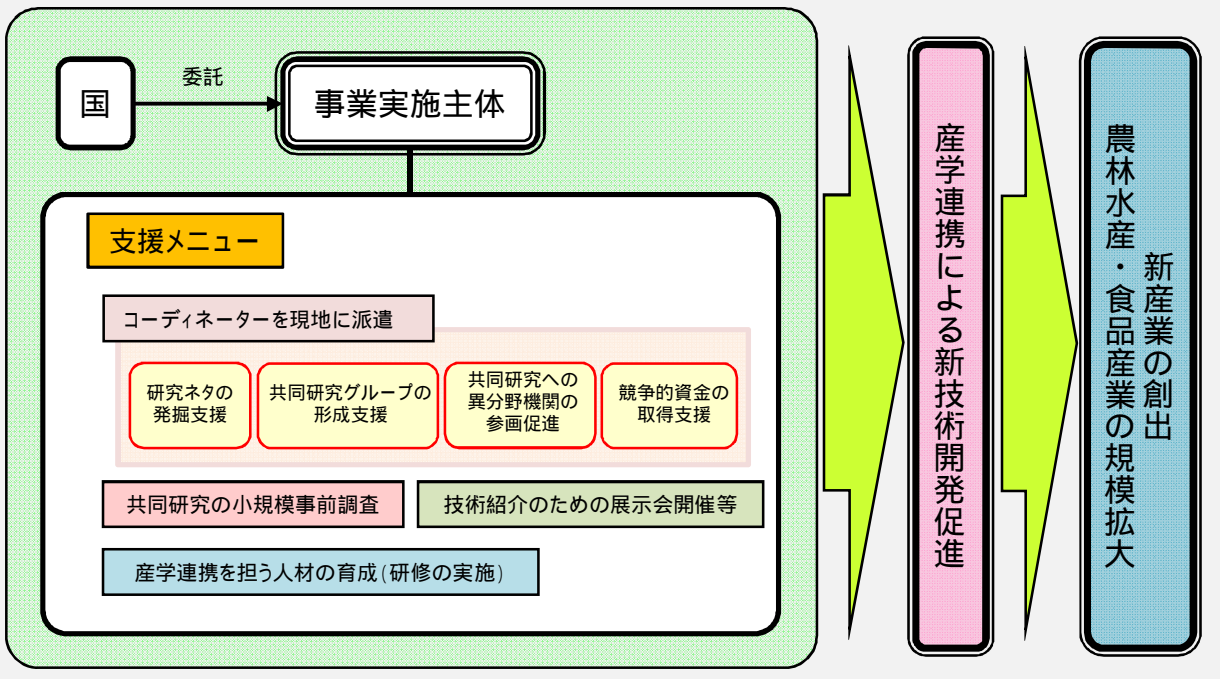 国
委託
事業実施主体
支援メニュー
コーディネーターを現地に派遣
研究ネタの
発掘支援
共同研究グループの
形成支援
共同研究への
異分野機関の
参画促進
競争的資金の
取得支援
共同研究の小規模事前調査
技術紹介のための展示会開催等
産学連携を担う人材の育成(研修の実施)
産学連携による新技術開発促進
新産業の創出
農林水産・食品産業の規模拡大